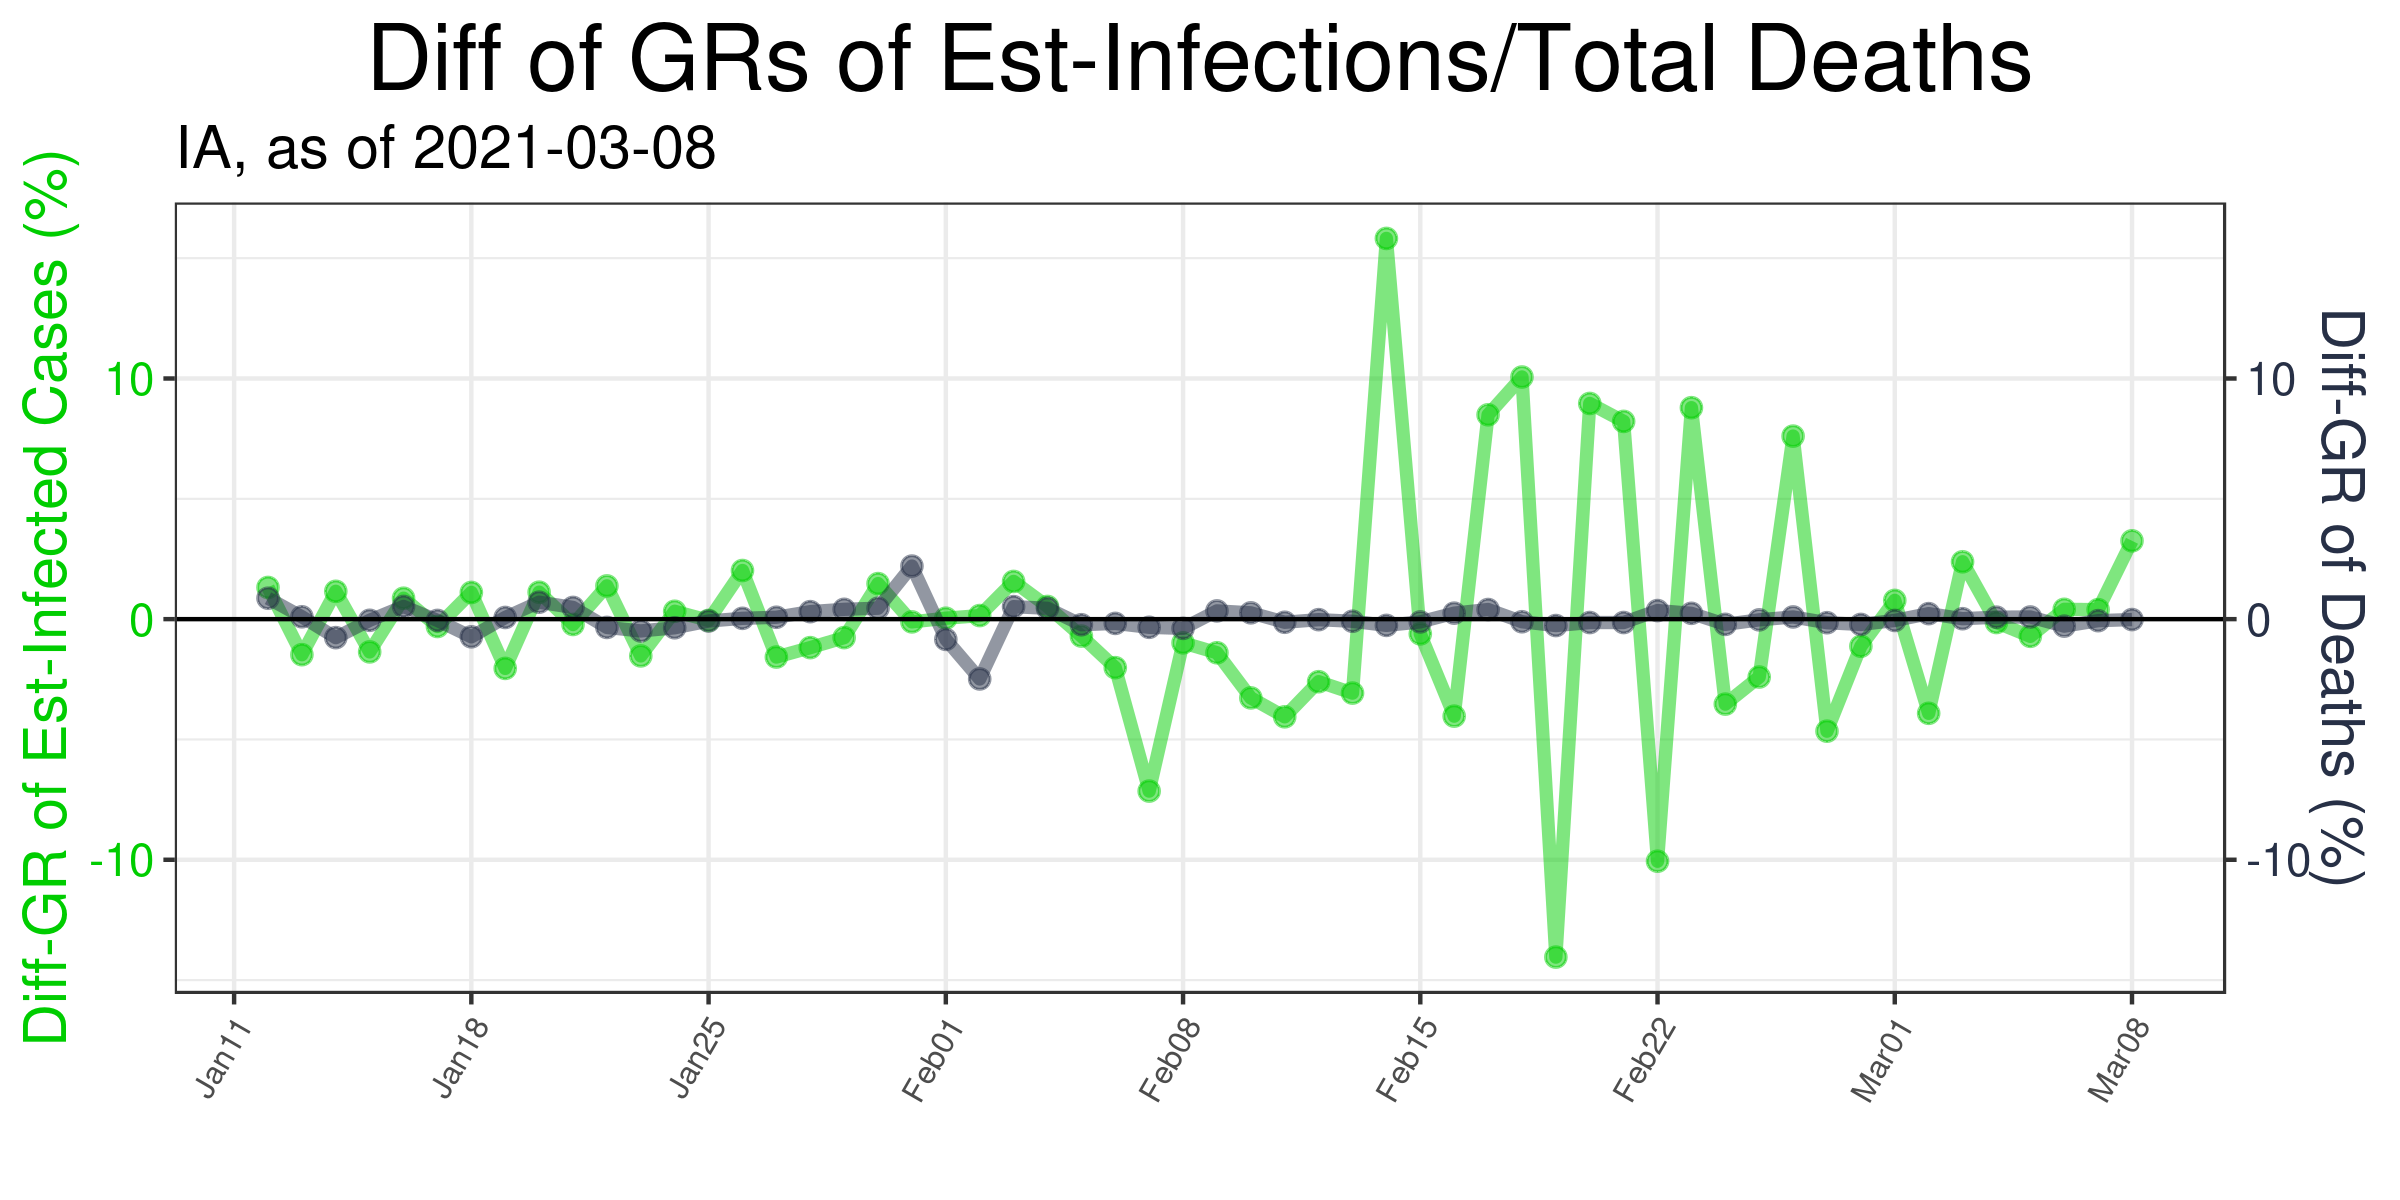 Diff of GRs of Est-Infections/Total Deaths
IA, as of 2021-03-08
Diff-GR of Est-Infected Cases (%)
10
0
-10
10
0
-10
Diff-GR of Deaths (%)
Jan11
Jan18
Jan25
Feb01
Feb08
Feb15
Feb22
Mar01
Mar08